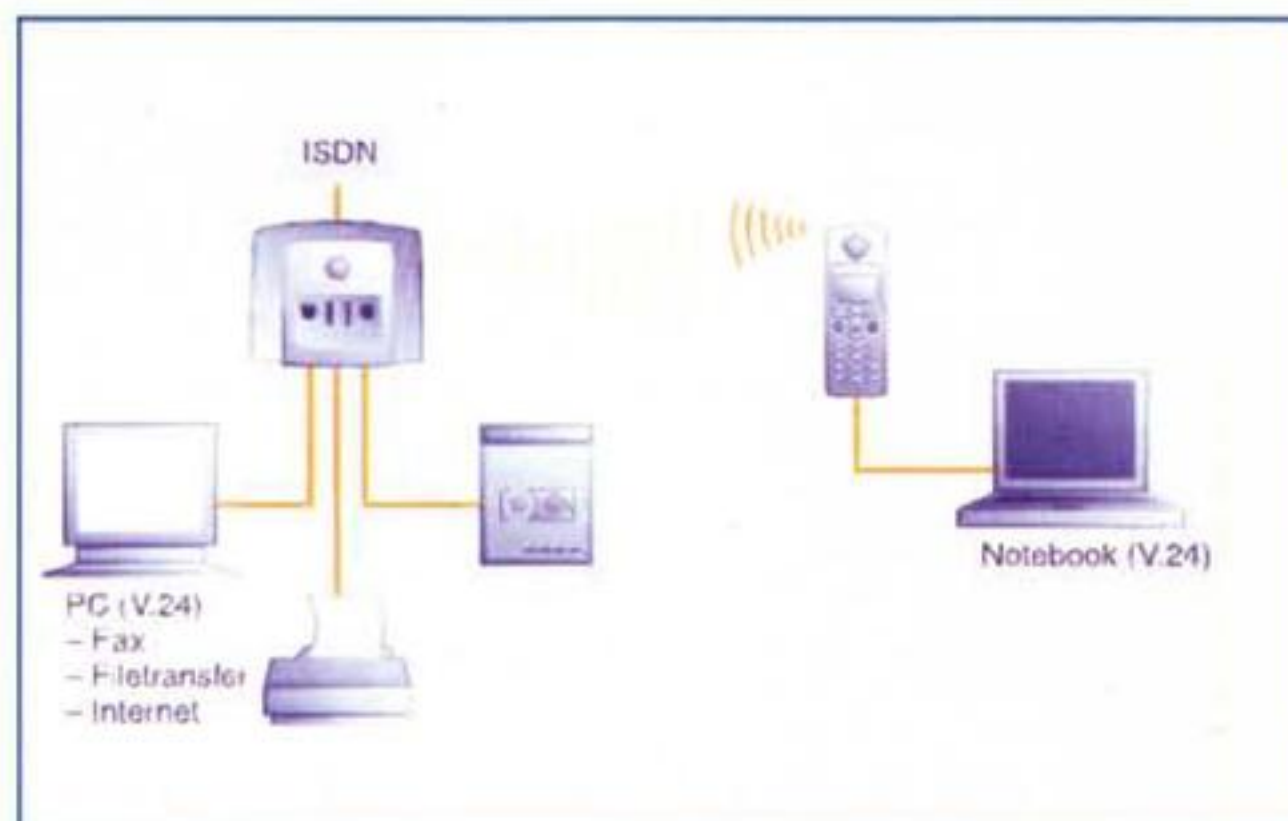 ISDN
PC (V.24)
– Fax
– Filetransfer
– Internet
Notebook (V.24)